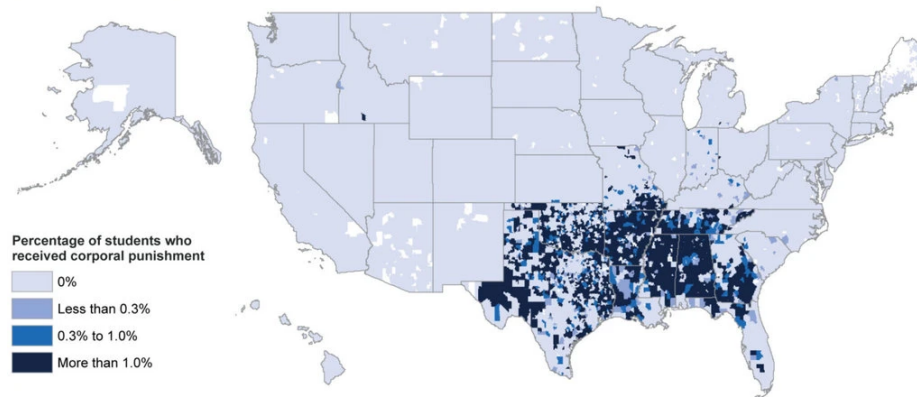 Percentage of students who
received corporal punishment
0%
Less than 0.3%
0.3% to 1.0%
More than 1.0%